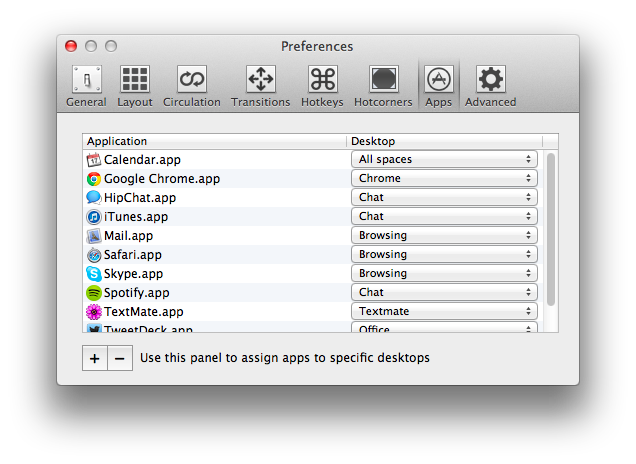 Preferences
General Layout Circulation Transitions Hotkeys Hotcorners Apps Advanced
Application Desktop
Calendar.app All spaces
Google Chrome.app Chrome
HipChat.app Chat
iTunes.app Chat
Mail.app Browsing
Safari.app Browsing
Skype.app Browsing
Spotify.app Chat
TextMate.app Textmate
TweetDeck.app Office
+ − Use this panel to assign apps to specific desktops